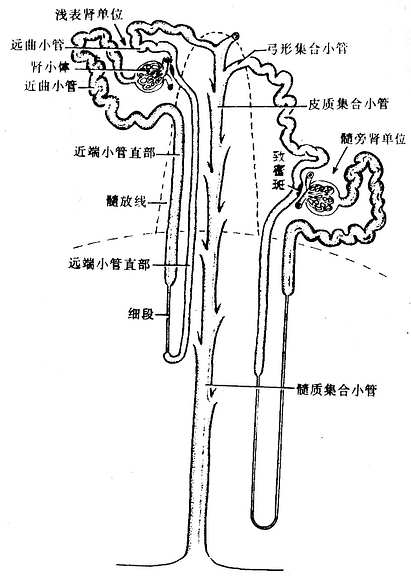 浅表肾单位
远曲小管
弓形集合小管
肾小体
近曲小管
皮质集合小管
髓旁肾单位
致密斑
近端小管直部
髓放线
远端小管直部
细段
髓质集合小管